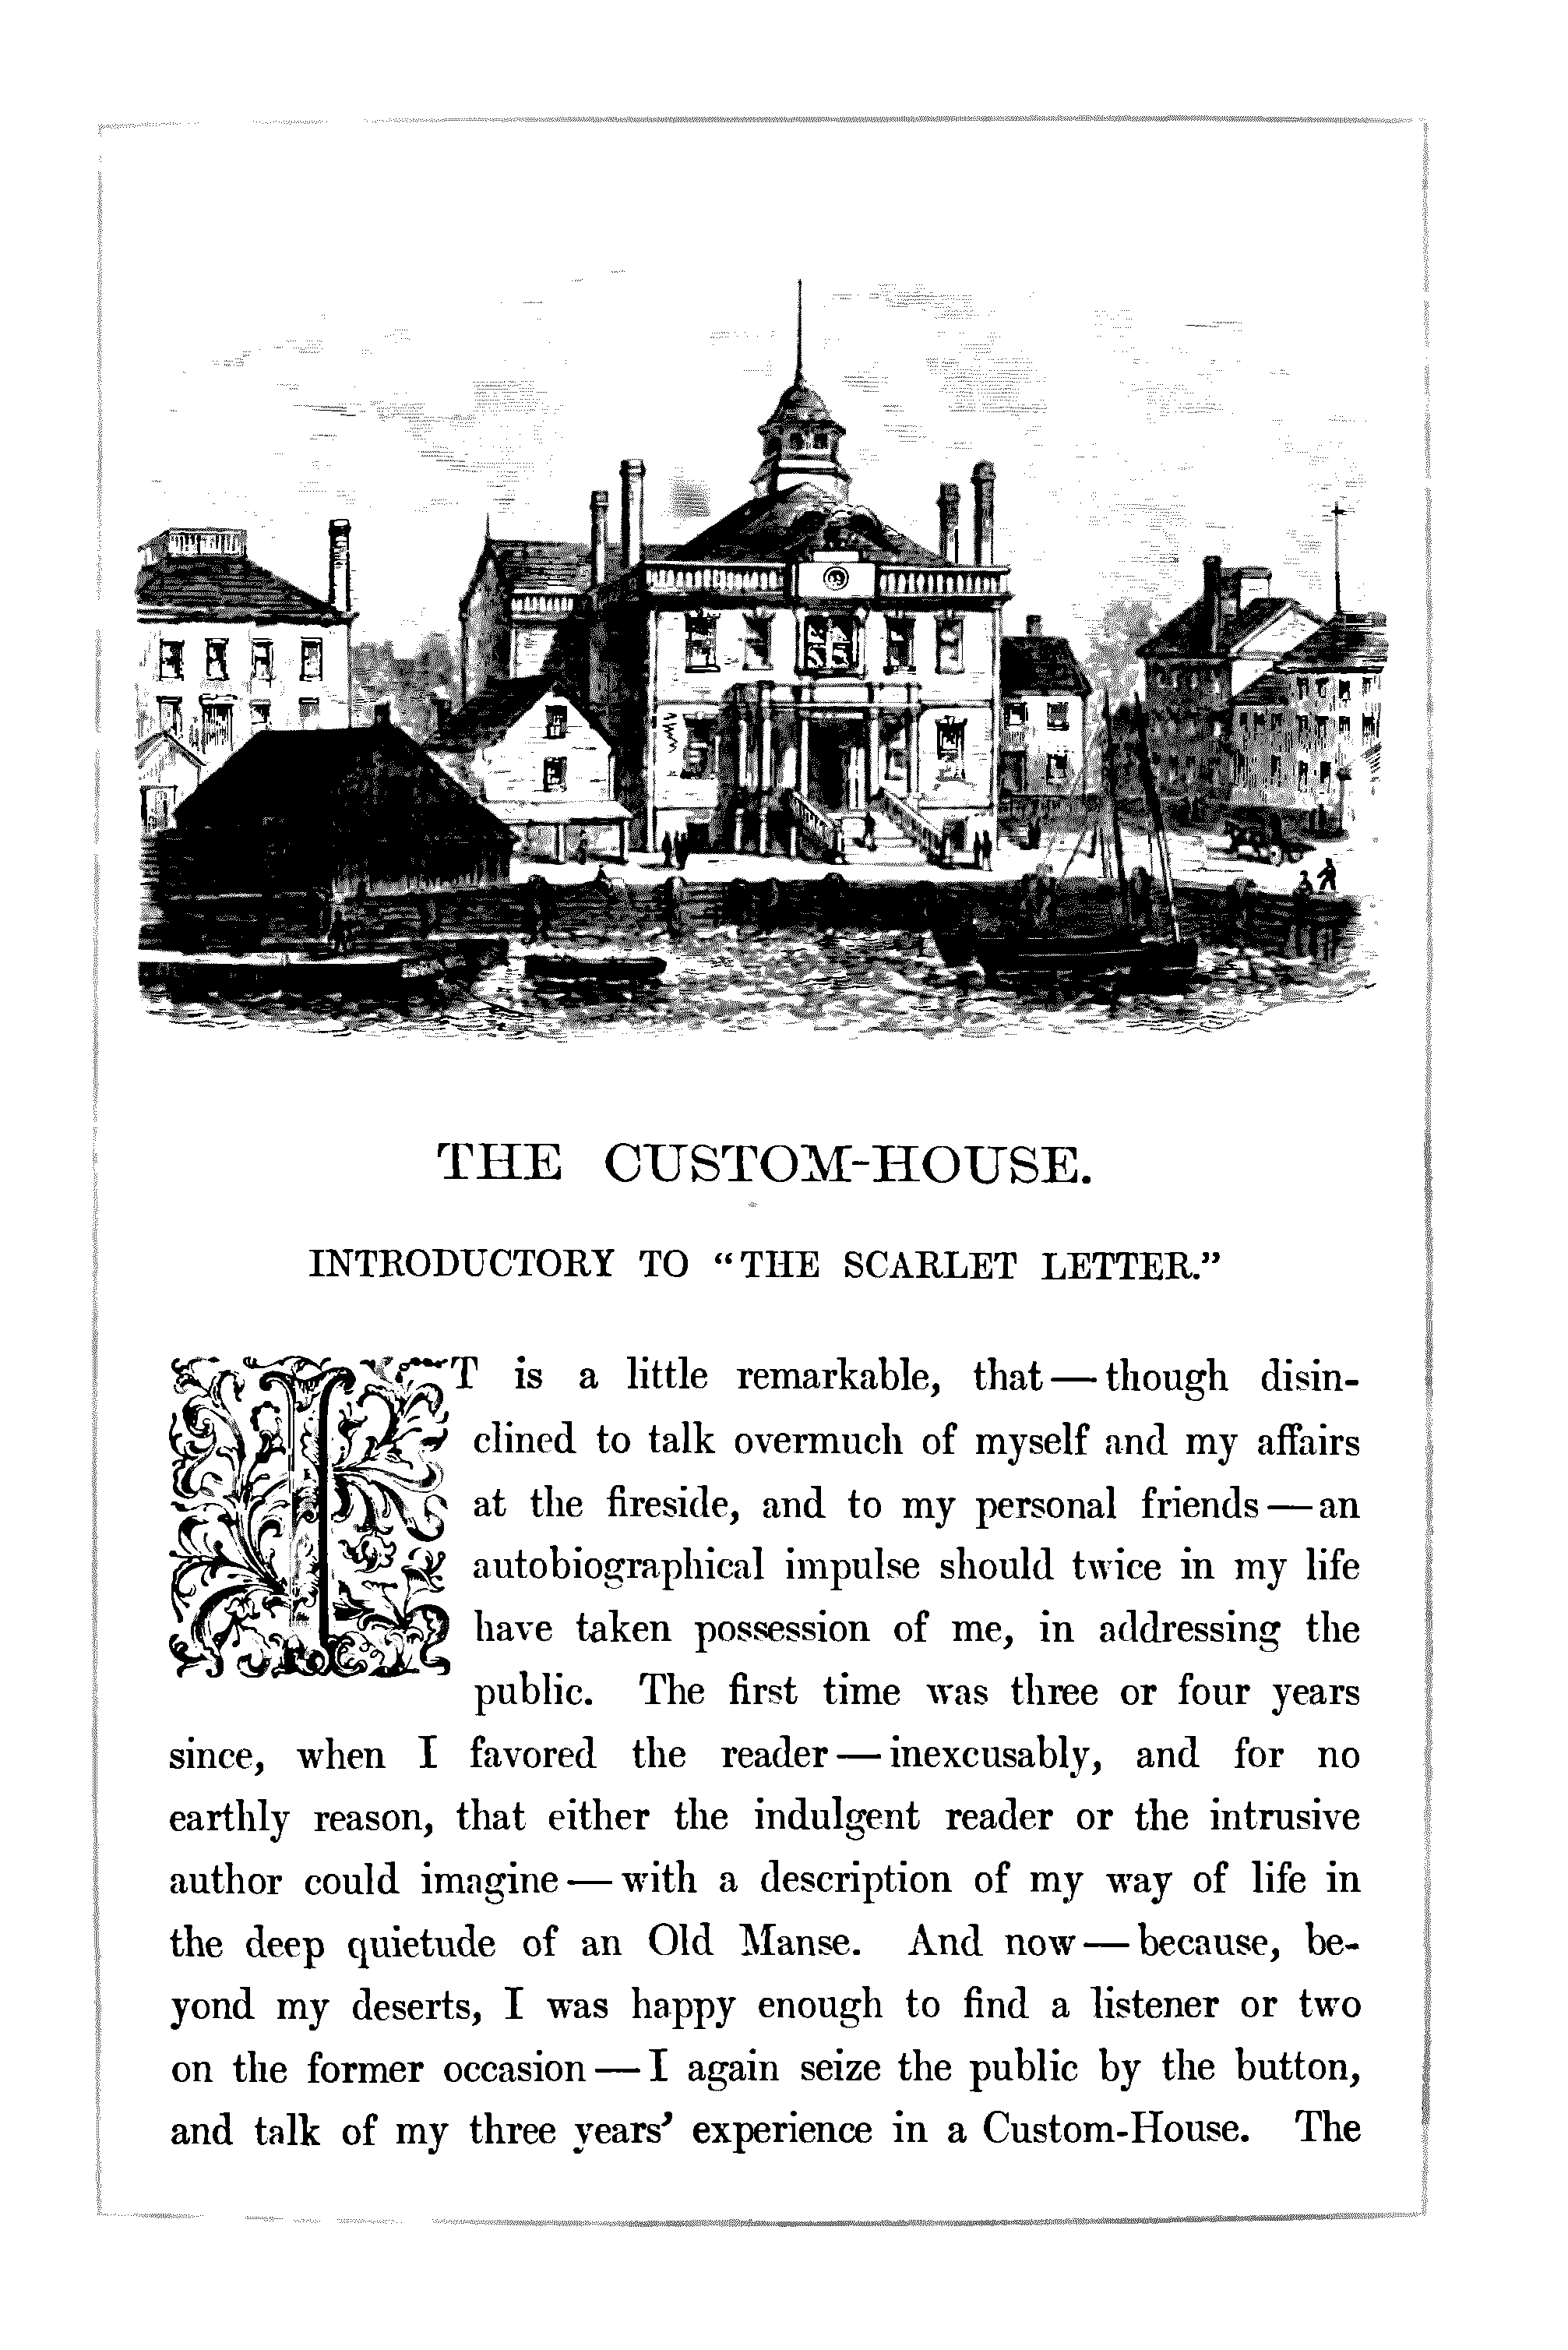 THE CUSTOM-HOUSE.
INTRODUCTORY TO “THE SCARLET LETTER.”
IT is a little remarkable, that — though disin-
clined to talk overmuch of myself and my affairs
at the fireside, and to my personal friends — an
autobiographical impulse should twice in my life
have taken possession of me, in addressing the
public. The first time was three or four years
since, when I favored the reader — inexcusably, and for no
earthly reason, that either the indulgent reader or the intrusive
author could imagine — with a description of my way of life in
the deep quietude of an Old Manse. And now — because, be-
yond my deserts, I was happy enough to find a listener or two
on the former occasion — I again seize the public by the button,
and talk of my three years’ experience in a Custom-House. The